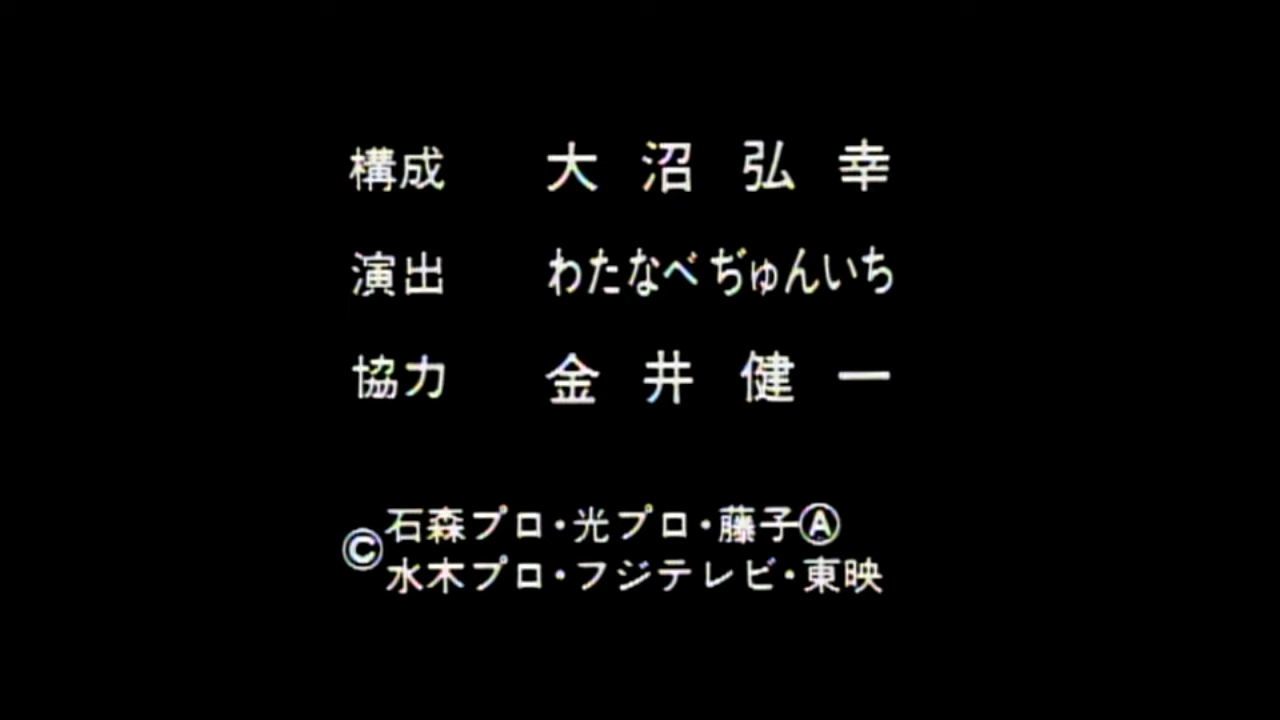 構成 大沼弘幸
演出 わたなべぢゅんいち
協力 金井健一
©石森プロ・光プロ・藤子Ⓐ
水木プロ・フジテレビ・東映